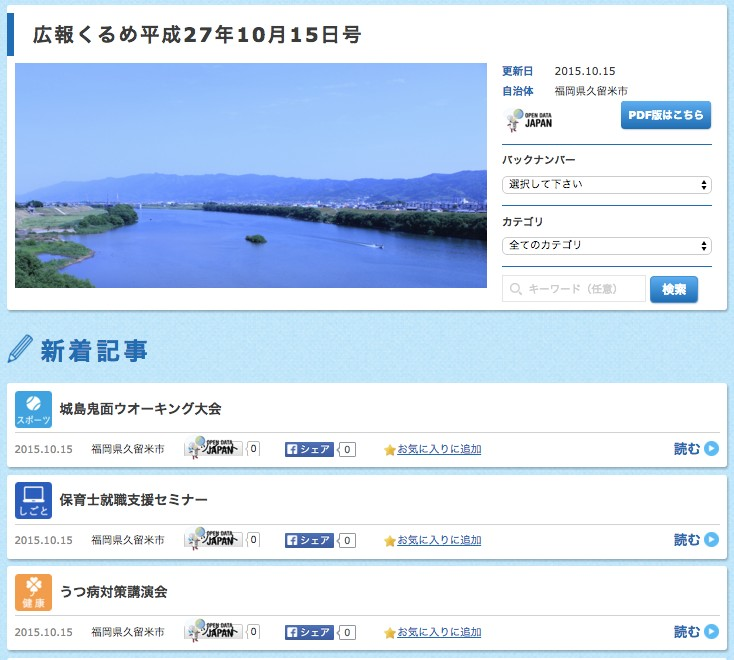 広報くるめ平成27年10月15日号
更新日 2015.10.15
自治体 福岡県久留米市
OPEN DATA
JAPAN
PDF版はこちら
バックナンバー
選択して下さい
カテゴリ
全てのカテゴリ
キーワード（任意）
検索
新着記事
スポーツ
城島鬼面ウオーキング大会
2015.10.15 福岡県久留米市 OPEN DATA JAPAN 0 シェア 0 お気に入りに追加 読む
しごと
保育士就職支援セミナー
2015.10.15 福岡県久留米市 OPEN DATA JAPAN 0 シェア 0 お気に入りに追加 読む
健康
うつ病対策講演会
2015.10.15 福岡県久留米市 OPEN DATA JAPAN 0 シェア 0 お気に入りに追加 読む